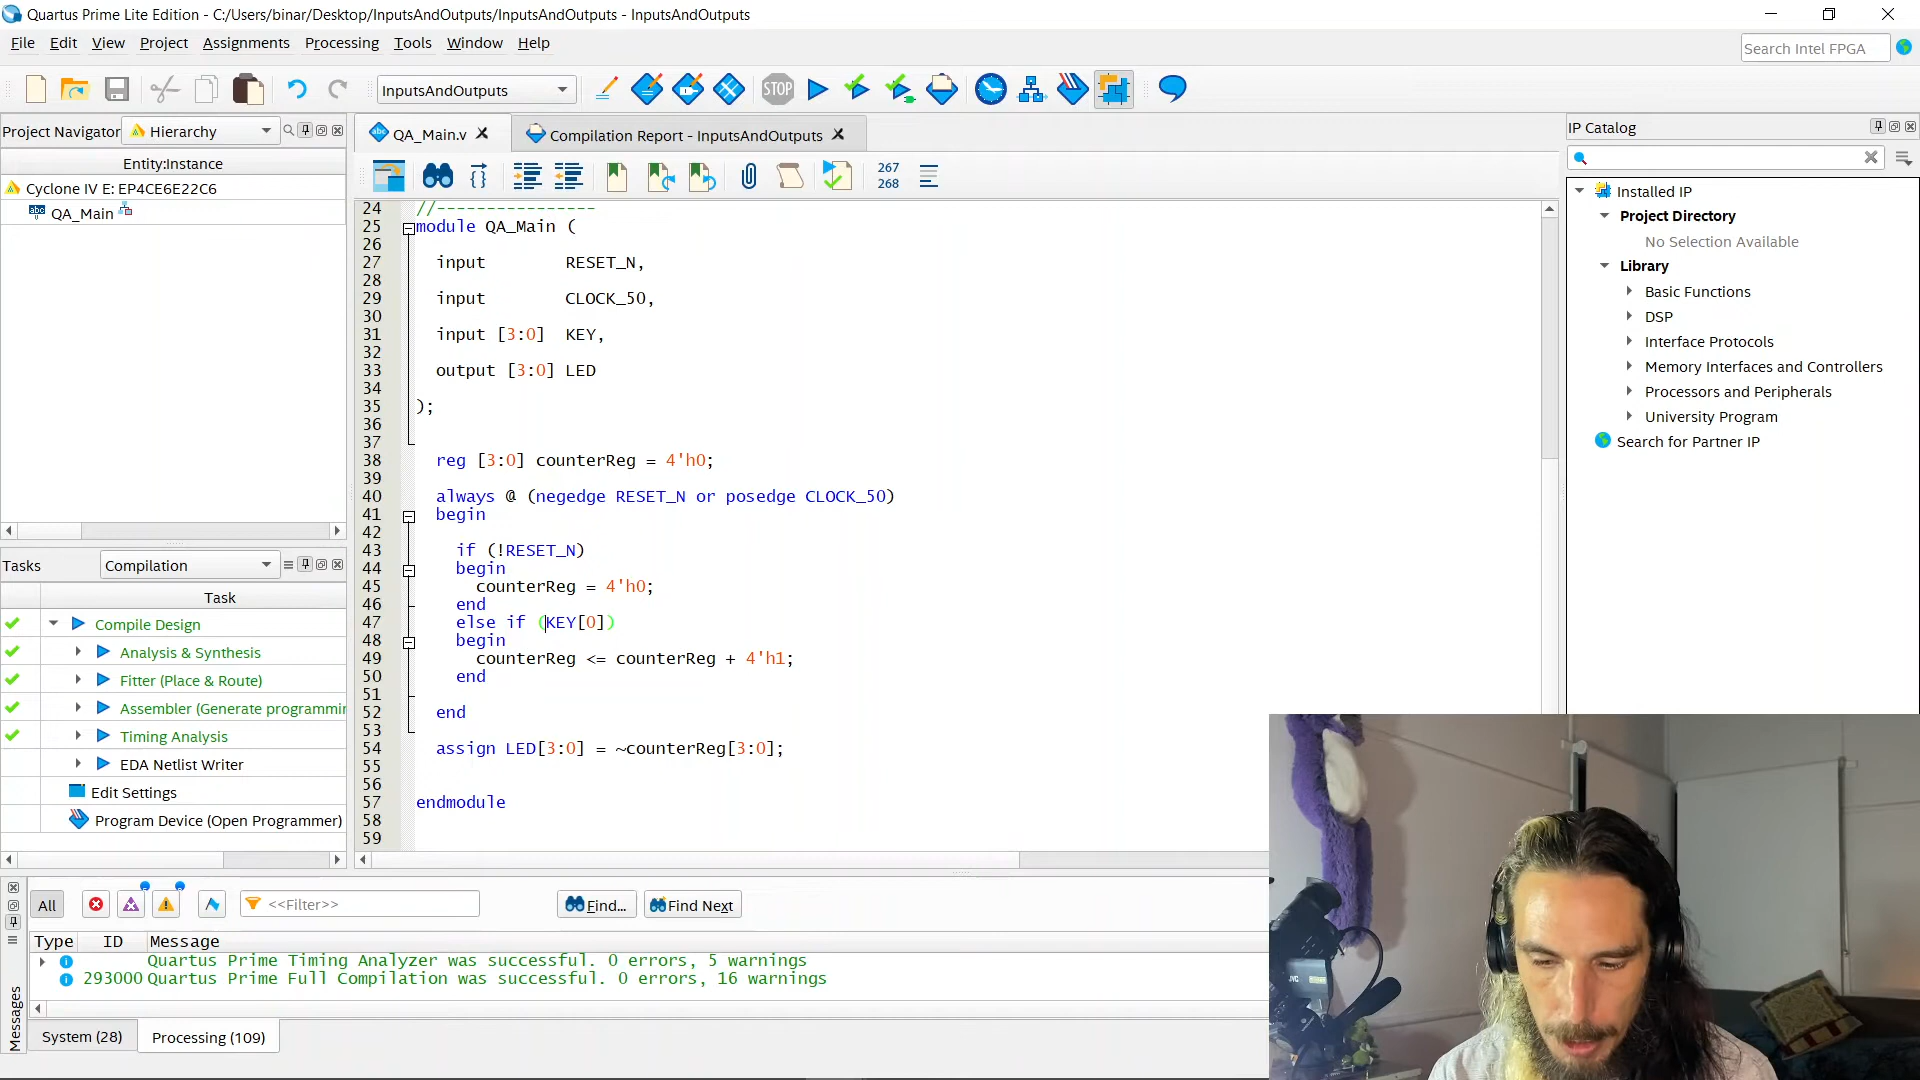 Quartus Prime Lite Edition - C:/Users/binar/Desktop/InputsAndOutputs/InputsAndOutputs - InputsAndOutputs
File Edit View Project Assignments Processing Tools Window Help
Search Intel FPGA
InputsAndOutputs
STOP
Project Navigator Hierarchy
Entity:Instance
Cyclone IV E: EP4CE6E22C6
abc QA_Main
abc QA_Main.v
Compilation Report - InputsAndOutputs
267
268
24 //----------------
25 module QA_Main (
26
27 input RESET_N,
28
29 input CLOCK_50,
30
31 input [3:0] KEY,
32
33 output [3:0] LED
34
35 );
36
37
38 reg [3:0] counterReg = 4'h0;
39
40 always @ (negedge RESET_N or posedge CLOCK_50)
41 begin
42
43 if (!RESET_N)
44 begin
45 counterReg = 4'h0;
46 end
47 else if (KEY[0])
48 begin
49 counterReg <= counterReg + 4'h1;
50 end
51
52 end
53
54 assign LED[3:0] = ~counterReg[3:0];
55
56
57 endmodule
58
59
IP Catalog
Installed IP
Project Directory
No Selection Available
Library
Basic Functions
DSP
Interface Protocols
Memory Interfaces and Controllers
Processors and Peripherals
University Program
Search for Partner IP
Tasks Compilation
Task
Compile Design
Analysis & Synthesis
Fitter (Place & Route)
Assembler (Generate programmin
Timing Analysis
EDA Netlist Writer
Edit Settings
Program Device (Open Programmer)
All <<Filter>> Find... Find Next
Type ID Message
Quartus Prime Timing Analyzer was successful. 0 errors, 5 warnings
293000 Quartus Prime Full Compilation was successful. 0 errors, 16 warnings
Messages
System (28) Processing (109)
JVC